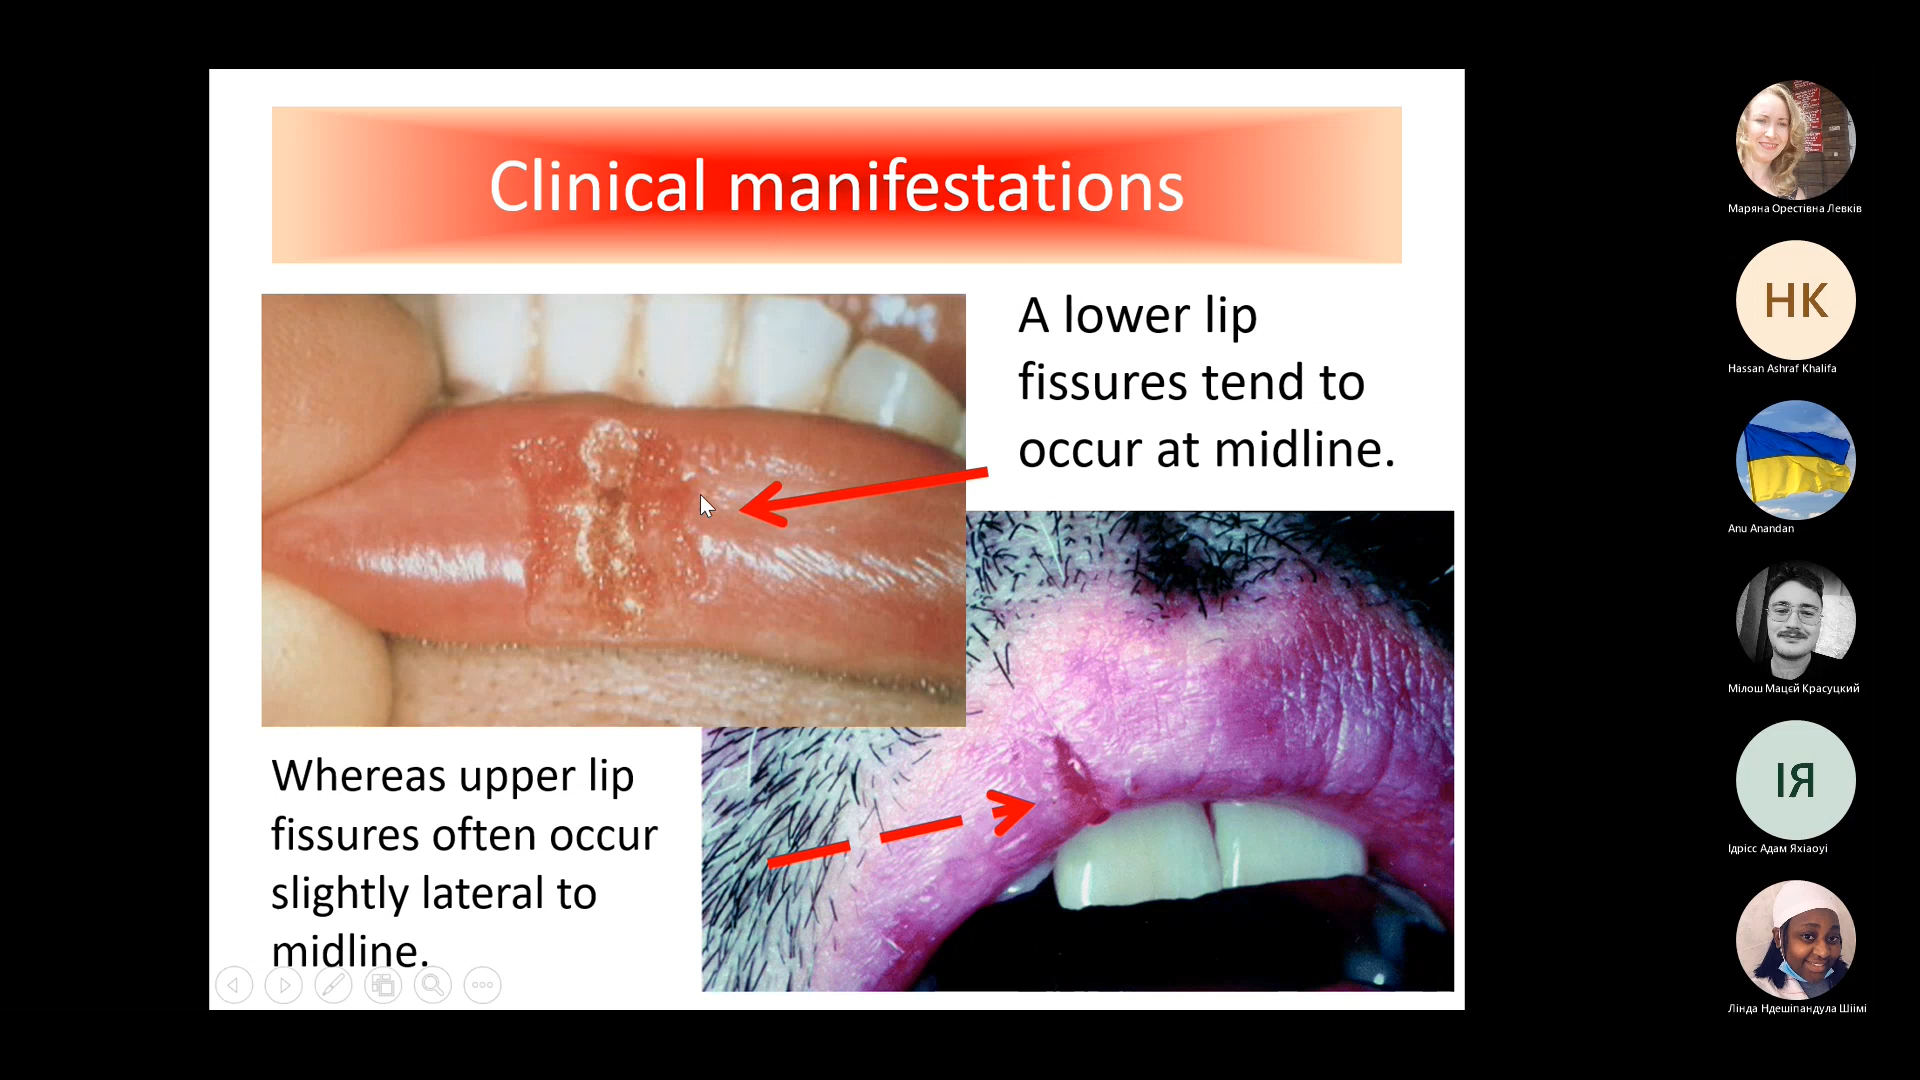 Clinical manifestations
A lower lip
fissures tend to
occur at midline.
Whereas upper lip
fissures often occur
slightly lateral to
midline.
Маряна Орестівна Левків
НК
Hassan Ashraf Khalifa
Anu Anandan
Мілош Мацєй Красуцкий
ІЯ
Ідрісс Адам Яхіаоуі
Лінда Ндешіпандула Шіімі